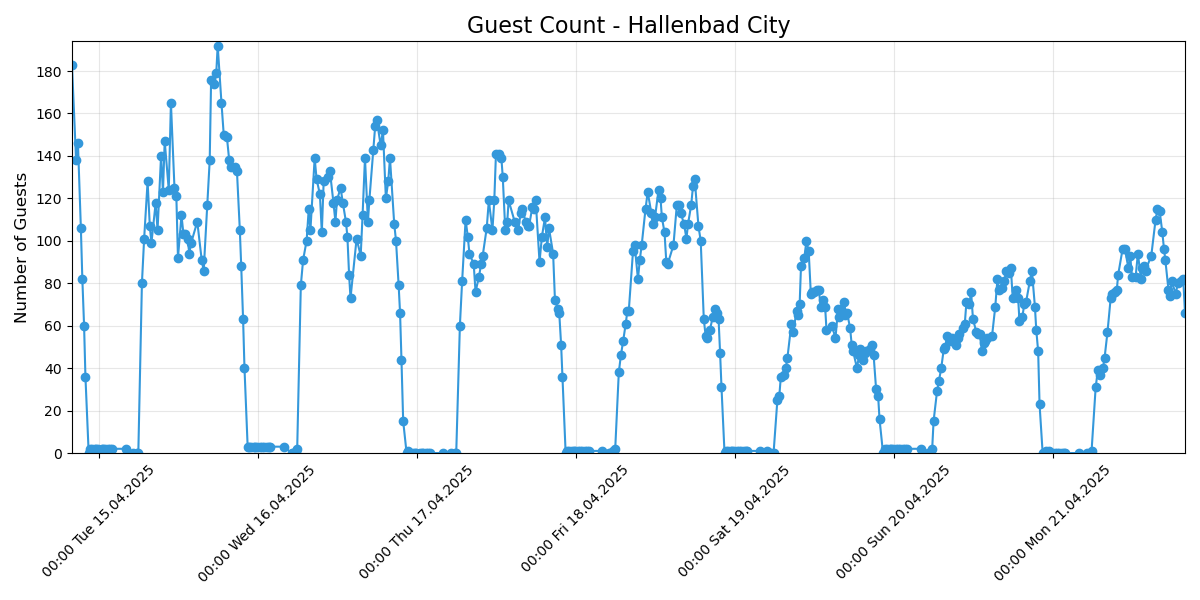 Guest Count - Hallenbad City
Number of Guests
180
160
140
120
100
80
60
40
20
0
00:00 Tue 15.04.2025
00:00 Wed 16.04.2025
00:00 Thu 17.04.2025
00:00 Fri 18.04.2025
00:00 Sat 19.04.2025
00:00 Sun 20.04.2025
00:00 Mon 21.04.2025